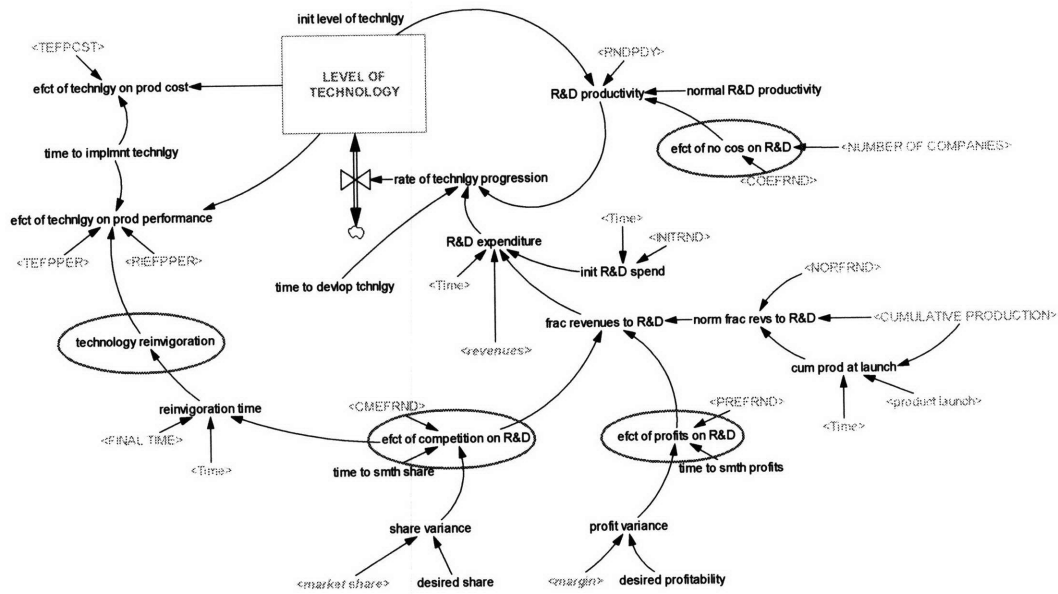 init level of technlgy
<TEFPCST>
<RNDPDY>
LEVEL OF
TECHNOLOGY
efct of technlgy on prod cost
R&D productivity
normal R&D productivity
time to implmnt technlgy
efct of no cos on R&D
<NUMBER OF COMPANIES>
rate of technlgy progression
<COEFRND>
efct of technlgy on prod performance
<Time>
<INITRND>
R&D expenditure
<TEFPPER>
<RIEFPPER>
<Time>
init R&D spend
<NORFRND>
time to devlop tchnlgy
frac revenues to R&D
norm frac revs to R&D
<CUMULATIVE PRODUCTION>
technology reinvigoration
<revenues>
cum prod at launch
reinvigoration time
<CMEFRND>
<PREFRND>
<product launch>
<FINAL TIME>
efct of competition on R&D
efct of profits on R&D
<Time>
<Time>
time to smth share
time to smth profits
share variance
profit variance
<market share>
desired share
<margin>
desired profitability